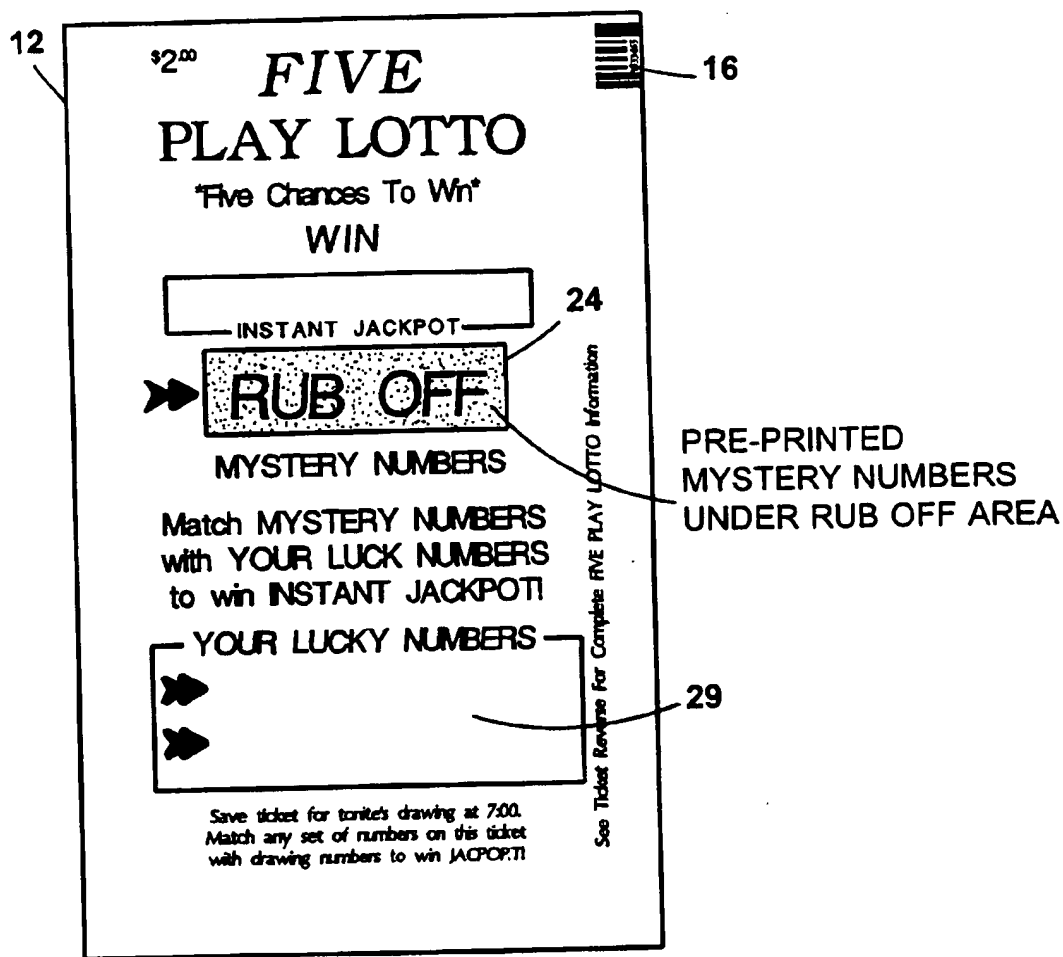 12
$2.00
FIVE
PLAY LOTTO
*Five Chances To Win*
WIN
INSTANT JACKPOT
RUB OFF
MYSTERY NUMBERS
Match MYSTERY NUMBERS
with YOUR LUCK NUMBERS
to win INSTANT JACKPOT!
YOUR LUCKY NUMBERS
Save ticket for tonite's drawing at 7:00.
Match any set of numbers on this ticket
with drawing numbers to win JACPOP.T!
See Ticket Reverse For Complete FIVE PLAY LOTTO Information
16
24
PRE-PRINTED
MYSTERY NUMBERS
UNDER RUB OFF AREA
29